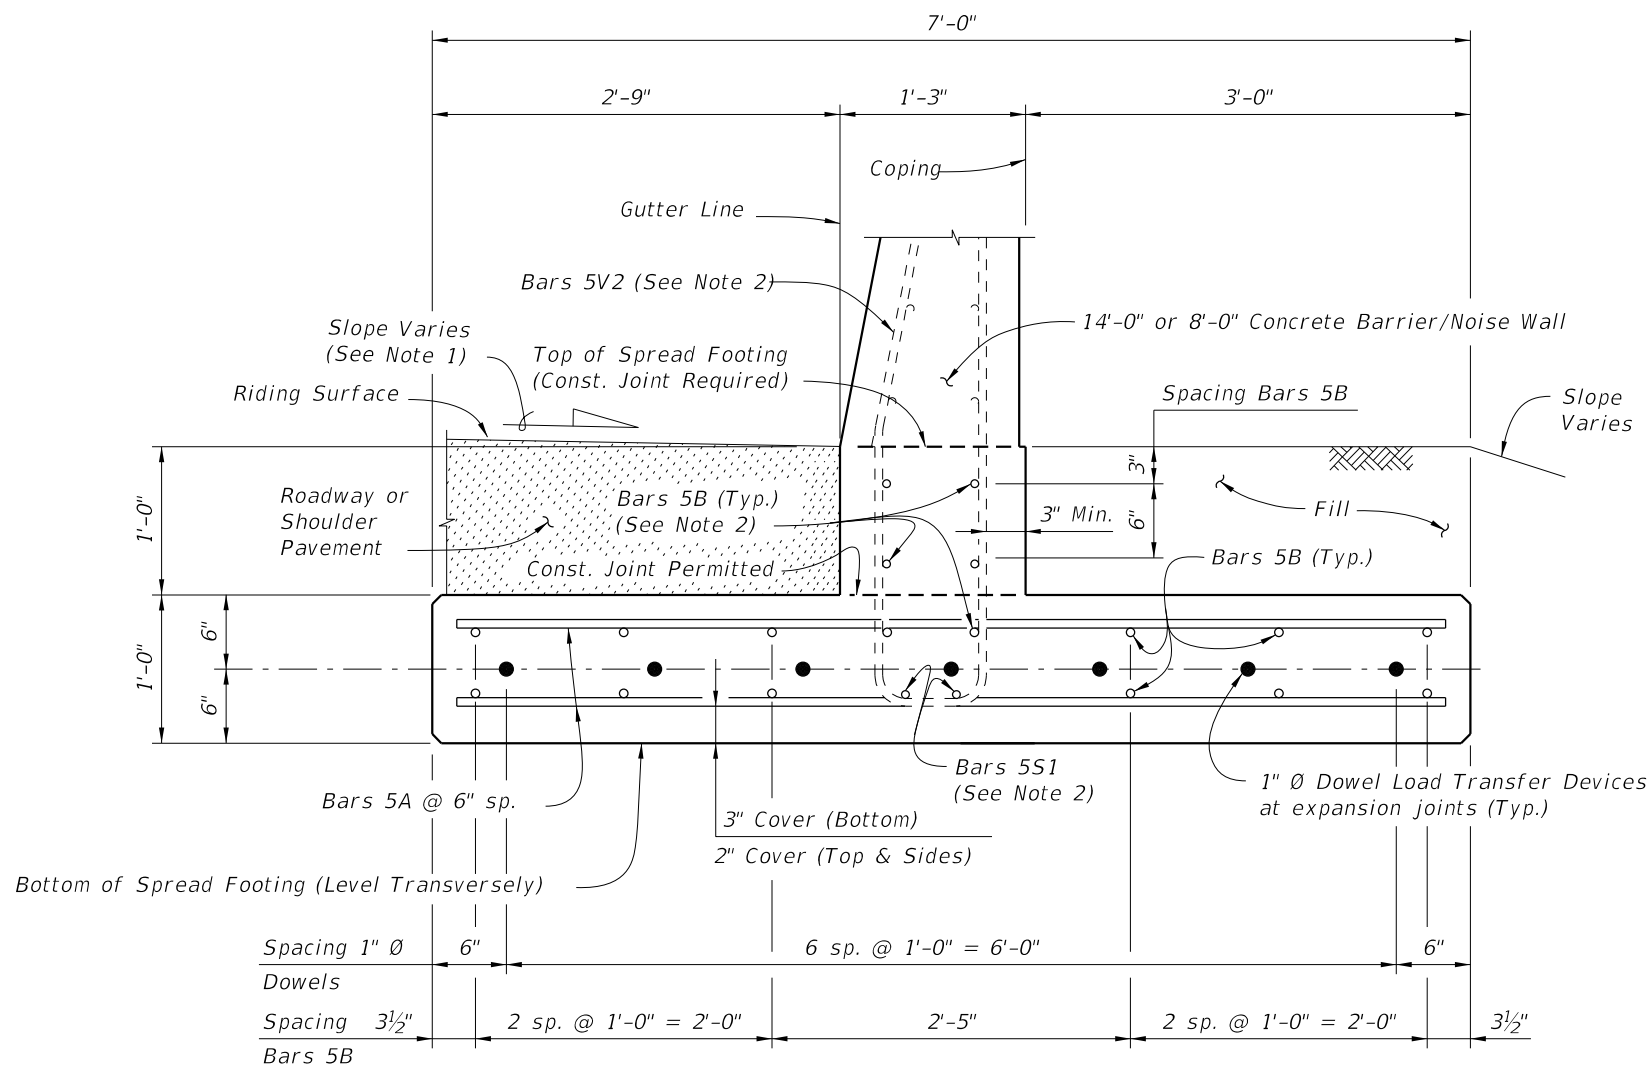 7'-0"
2'-9"
1'-3"
3'-0"
Coping
Gutter Line
Bars 5V2 (See Note 2)
14'-0" or 8'-0" Concrete Barrier/Noise Wall
Slope Varies
(See Note 1)
Top of Spread Footing
(Const. Joint Required)
Riding Surface
Spacing Bars 5B
Slope
Varies
3"
Roadway or
Shoulder
Pavement
Bars 5B (Typ.)
(See Note 2)
1'-0"
3" Min.
6"
Fill
Bars 5B (Typ.)
Const. Joint Permitted
6"
1'-0"
6"
Bars 5S1
(See Note 2)
1" Ø Dowel Load Transfer Devices
at expansion joints (Typ.)
Bars 5A @ 6" sp.
3" Cover (Bottom)
2" Cover (Top & Sides)
Bottom of Spread Footing (Level Transversely)
Spacing 1" Ø
Dowels
6"
6 sp. @ 1'-0" = 6'-0"
6"
Spacing
Bars 5B
3½"
2 sp. @ 1'-0" = 2'-0"
2'-5"
2 sp. @ 1'-0" = 2'-0"
3½"